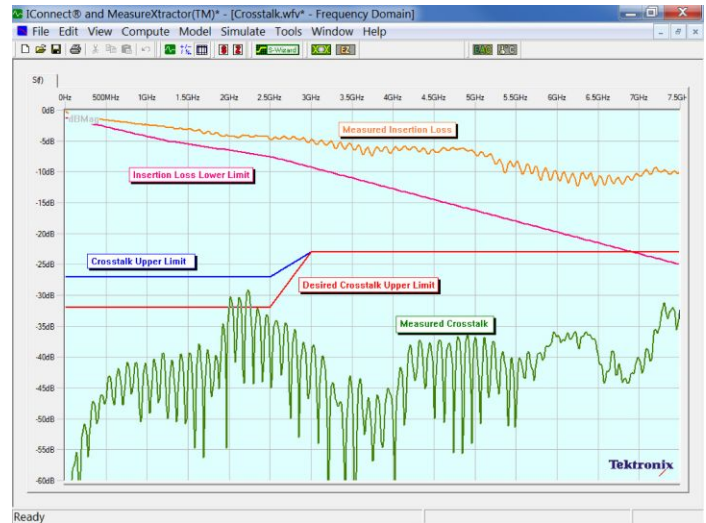 IConnect® and MeasureXtractor(TM)* - [Crosstalk.wfv* - Frequency Domain]
File Edit View Compute Model Simulate Tools Window Help
S-Wizard
S(f)
0Hz 500MHz 1GHz 1.5GHz 2GHz 2.5GHz 3GHz 3.5GHz 4GHz 4.5GHz 5GHz 5.5GHz 6GHz 6.5GHz 7GHz 7.5GH
0dB
dBMag
Measured Insertion Loss
-5dB
Insertion Loss Lower Limit
-10dB
-15dB
-20dB
Crosstalk Upper Limit
-25dB
Desired Crosstalk Upper Limit
-30dB
Measured Crosstalk
-35dB
-40dB
-45dB
-50dB
-55dB
Tektronix
-60dB
Ready